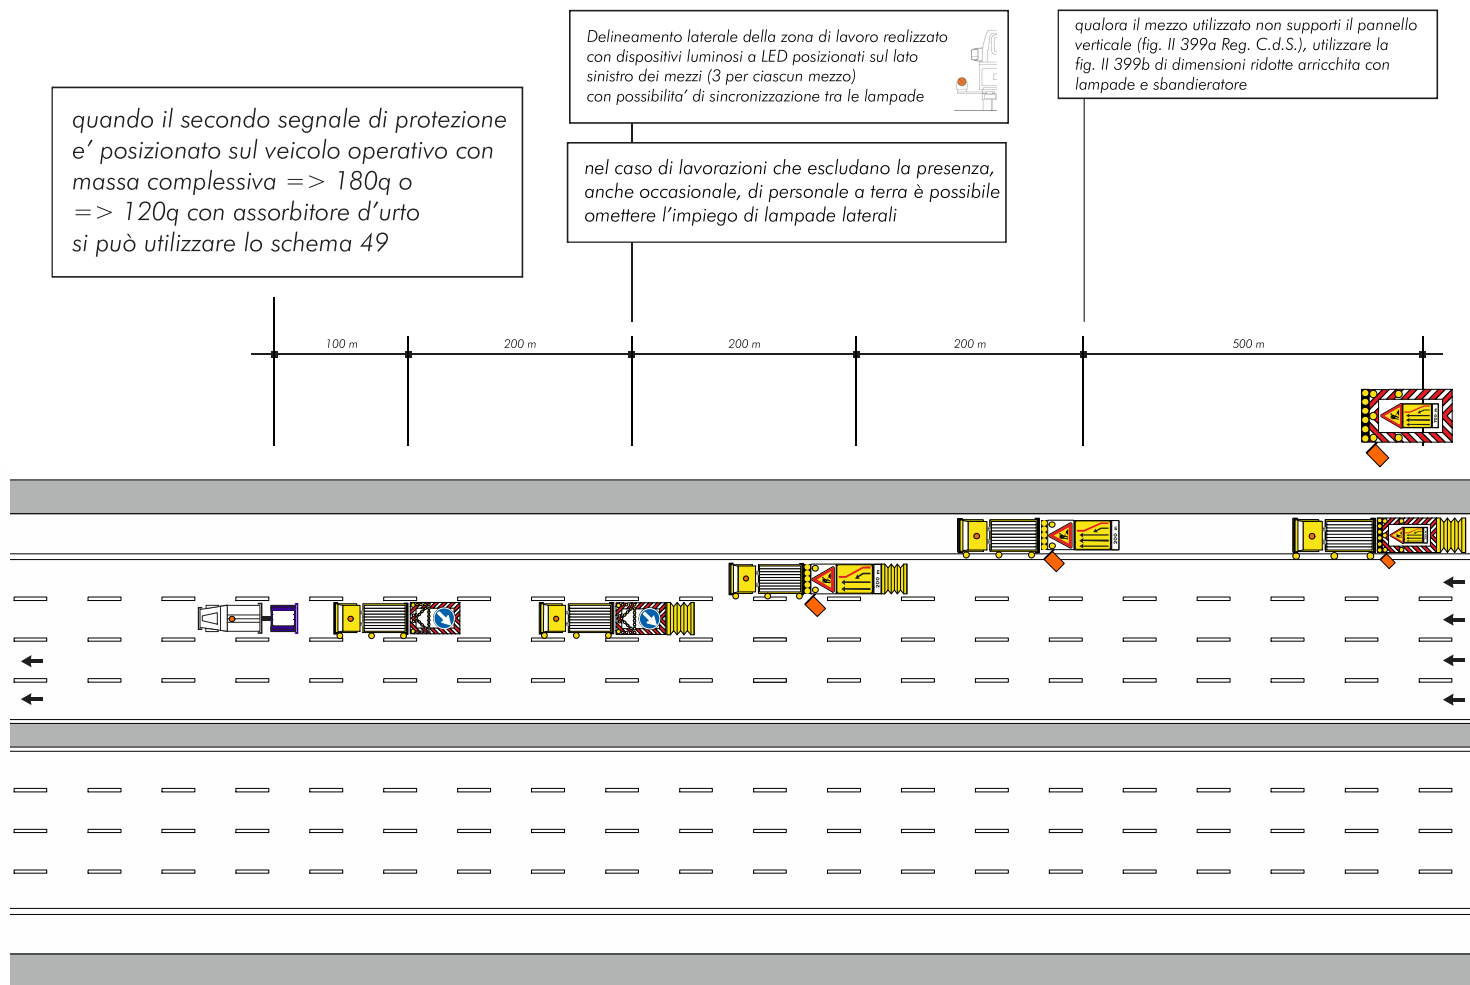 Delineamento laterale della zona di lavoro realizzato
con dispositivi luminosi a LED posizionati sul lato
sinistro dei mezzi (3 per ciascun mezzo)
con possibilita' di sincronizzazione tra le lampade
qualora il mezzo utilizzato non supporti il pannello
verticale (fig. II 399a Reg. C.d.S.), utilizzare la
fig. II 399b di dimensioni ridotte arricchita con
lampade e sbandieratore
quando il secondo segnale di protezione
e' posizionato sul veicolo operativo con
massa complessiva => 180q o
=> 120q con assorbitore d'urto
si può utilizzare lo schema 49
nel caso di lavorazioni che escludano la presenza,
anche occasionale, di personale a terra è possibile
omettere l'impiego di lampade laterali
100 m
200 m
200 m
200 m
500 m
200 m
200 m